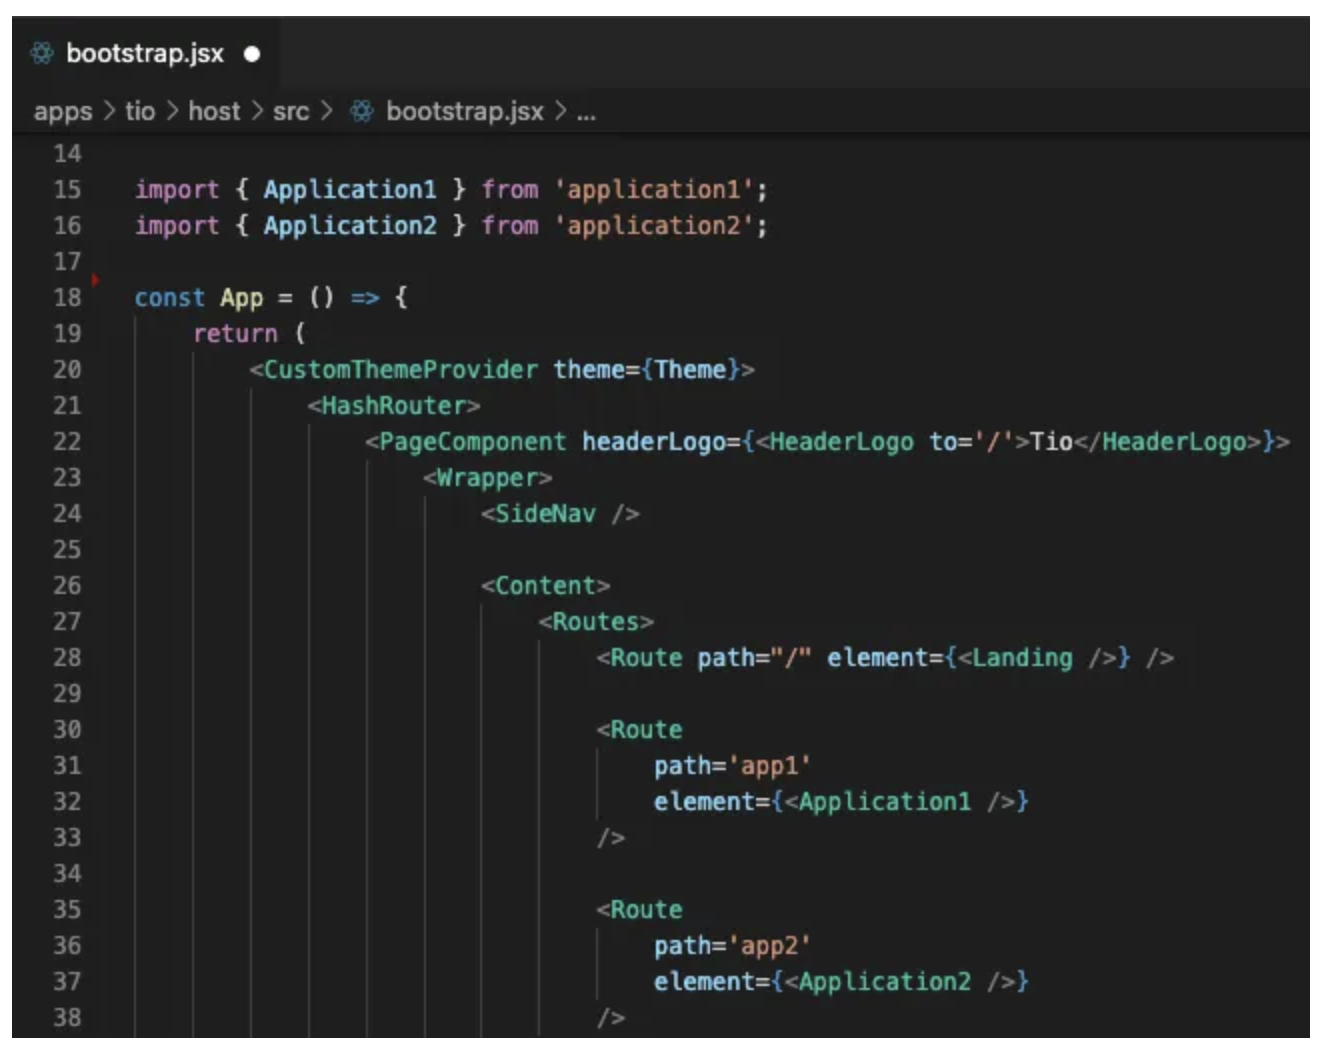 bootstrap.jsx
apps > tio > host > src > bootstrap.jsx > ...
14
15 import { Application1 } from 'application1';
16 import { Application2 } from 'application2';
17
18 const App = () => {
19     return (
20         <CustomThemeProvider theme={Theme}>
21             <HashRouter>
22                 <PageComponent headerLogo={<HeaderLogo to='/'>Tio</HeaderLogo>}>
23                     <Wrapper>
24                         <SideNav />
25
26                         <Content>
27                             <Routes>
28                                 <Route path="/" element={<Landing />} />
29
30                                 <Route
31                                     path='app1'
32                                     element={<Application1 />}
33                                 />
34
35                                 <Route
36                                     path='app2'
37                                     element={<Application2 />}
38                                 />